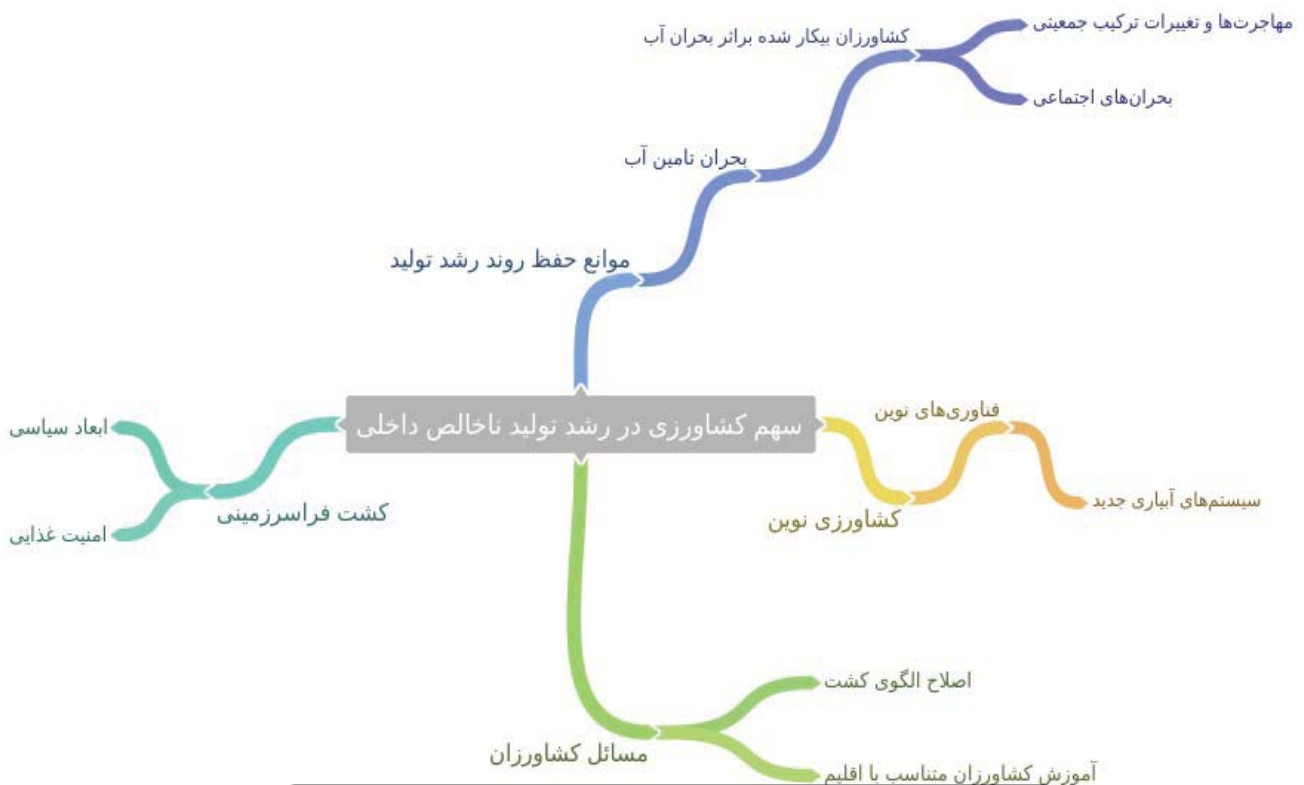 مهاجرت‌ها و تغییرات ترکیب جمعیتی
کشاورزان بیکار شده براثر بحران آب
بحران‌های اجتماعی
بحران تامین آب
موانع حفظ روند رشد تولید
سهم کشاورزی در رشد تولید ناخالص داخلی
فناوری‌های نوین
سیستم‌های آبیاری جدید
کشاورزی نوین
ابعاد سیاسی
کشت فراسرزمینی
امنیت غذایی
اصلاح الگوی کشت
مسائل کشاورزان
آموزش کشاورزان متناسب با اقلیم